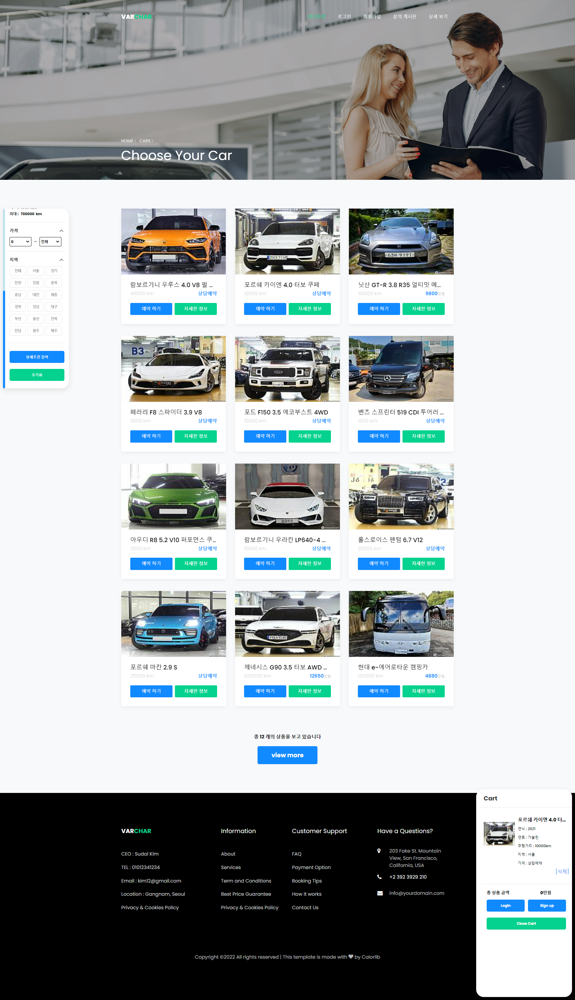 VARCHAR
로그인
회원가입
문의 게시판
상세 보기
HOME CARS
Choose Your Car
최대 : 700000 km
가격
0 ~ 전체
지역
전체 서울 경기
인천 강원 충북
충남 대전 세종
경북 경남 대구
부산 울산 전북
전남 광주 제주
상세조건 검색
초기화
63허 9191
람보르기니 우루스 4.0 V8 펄 ...
49000 km 상담예약
예약 하기 자세한 정보
포르쉐 카이엔 4.0 터보 쿠페
10000 km 상담예약
예약 하기 자세한 정보
닛산 GT-R 3.8 R35 얼티밋 메...
40000 km 9800만원
예약 하기 자세한 정보
B3
H5
페라리 F8 스파이더 3.9 V8
3000 km 상담예약
예약 하기 자세한 정보
포드 F150 3.5 에코부스트 4WD
10000 km 상담예약
예약 하기 자세한 정보
벤츠 스프린터 519 CDI 투어러 ...
1000 km 상담예약
예약 하기 자세한 정보
DORR
J6 I6
아우디 R8 5.2 V10 퍼포먼스 쿠...
2000 km 상담예약
예약 하기 자세한 정보
람보르기니 우라칸 LP640-4 ...
10000 km 상담예약
예약 하기 자세한 정보
롤스로이스 팬텀 6.7 V12
20000 km 상담예약
예약 하기 자세한 정보
포르쉐 마칸 2.9 S
25000 km 상담예약
예약 하기 자세한 정보
제네시스 G90 3.5 터보 AWD ...
600000 km 12650만원
예약 하기 자세한 정보
현대 e-에어로타운 캠핑카
160000 km 4880만원
예약 하기 자세한 정보
총 12 개의 상품을 보고 있습니다
view more
VARCHAR
CEO : Sudal Kim
TEL : 01012341234
Email : kim12@gmail.com
Location : Gangnam, Seoul
Privacy & Cookies Policy
Information
About
Services
Term and Conditions
Best Price Guarantee
Privacy & Cookies Policy
Customer Support
FAQ
Payment Option
Booking Tips
How it works
Contact Us
Have a Questions?
203 Fake St. Mountain
View, San Francisco,
California, USA
+2 392 3929 210
info@yourdomain.com
Copyright ©2022 All rights reserved | This template is made with ♥ by Colorlib
Cart
포르쉐 카이엔 4.0 터...
연식 : 2021
연료 : 가솔린
주행거리 : 10000km
지역 : 서울
가격 : 상담예약
[삭제]
총 상품 금액 0만원
Login Sign up
Close Cart